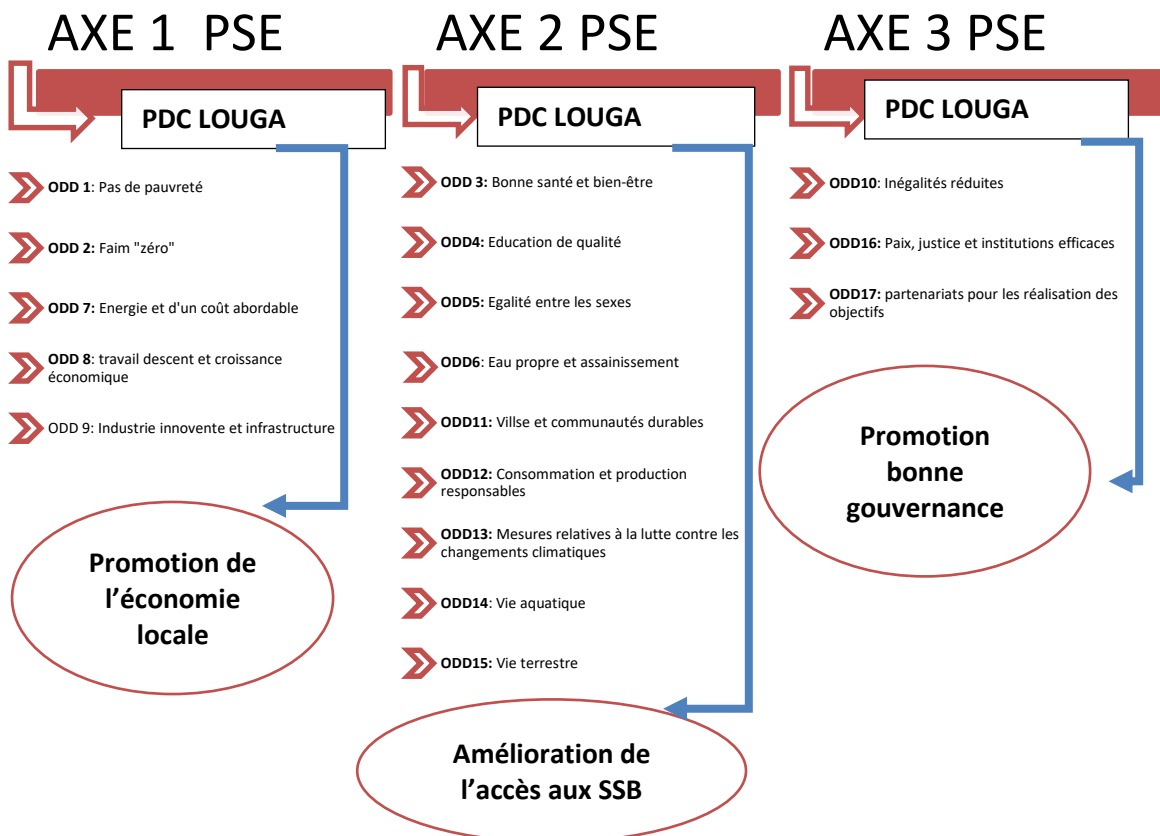 AXE 1 PSE
PDC LOUGA
ODD 1: Pas de pauvreté
ODD 2: Faim "zéro"
ODD 7: Energie et d'un coût abordable
ODD 8: travail descent et croissance
économique
ODD 9: Industrie innovente et infrastructure
Promotion de
l’économie
locale
AXE 2 PSE
PDC LOUGA
ODD 3: Bonne santé et bien-être
ODD4: Education de qualité
ODD5: Egalité entre les sexes
ODD6: Eau propre et assainissement
ODD11: Villse et communautés durables
ODD12: Consommation et production
responsables
ODD13: Mesures relatives à la lutte contre les
changements climatiques
ODD14: Vie aquatique
ODD15: Vie terrestre
Amélioration de
l’accès aux SSB
AXE 3 PSE
PDC LOUGA
ODD10: Inégalités réduites
ODD16: Paix, justice et institutions efficaces
ODD17: partenariats pour les réalisation des
objectifs
Promotion
bonne
gouvernance